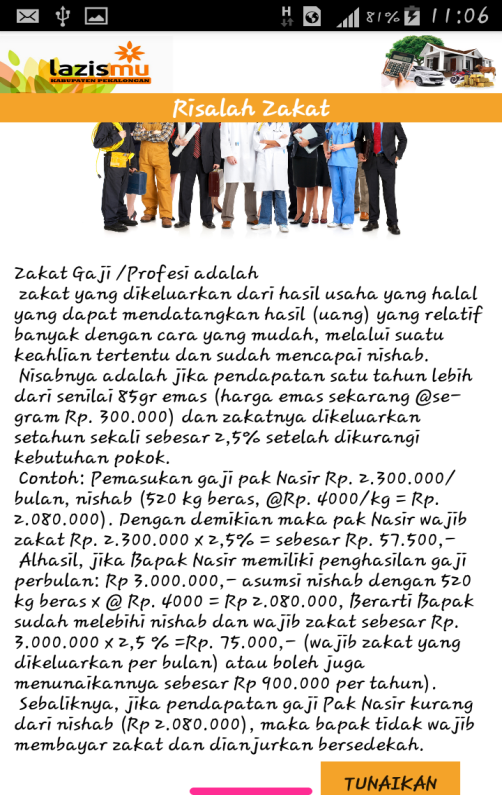 H 81% 11:06
lazismu
KABUPATEN PEKALONGAN
Risalah Zakat
Zakat Gaji /Profesi adalah
zakat yang dikeluarkan dari hasil usaha yang halal
yang dapat mendatangkan hasil (uang) yang relatif
banyak dengan cara yang mudah, melalui suatu
keahlian tertentu dan sudah mencapai nishab.
Nisabnya adalah jika pendapatan satu tahun lebih
dari senilai 85gr emas (harga emas sekarang @se-
gram Rp. 300.000) dan zakatnya dikeluarkan
setahun sekali sebesar 2,5% setelah dikurangi
kebutuhan pokok.
Contoh: Pemasukan gaji pak Nasir Rp. 2.300.000/
bulan, nishab (520 kg beras, @Rp. 4000/kg = Rp.
2.080.000). Dengan demikian maka pak Nasir wajib
zakat Rp. 2.300.000 x 2,5% = sebesar Rp. 57.500,-
Alhasil, jika Bapak Nasir memiliki penghasilan gaji
perbulan: Rp 3.000.000,- asumsi nishab dengan 520
kg beras x @ Rp. 4000 = Rp 2.080.000, Berarti Bapak
sudah melebihi nishab dan wajib zakat sebesar Rp.
3.000.000 x 2,5 % =Rp. 75.000,- (wajib zakat yang
dikeluarkan per bulan) atau boleh juga
menunaikannya sebesar Rp 900.000 per tahun).
Sebaliknya, jika pendapatan gaji Pak Nasir kurang
dari nishab (Rp 2.080.000), maka bapak tidak wajib
membayar zakat dan dianjurkan bersedekah.
TUNAIKAN